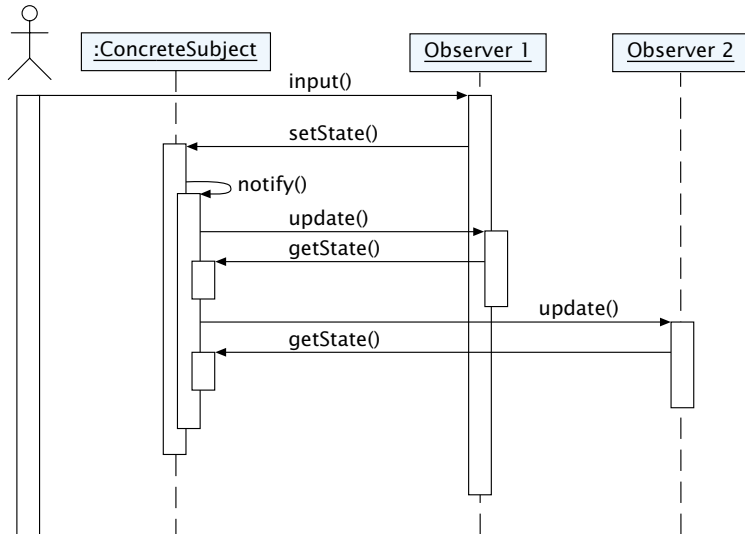 :ConcreteSubject
Observer 1
Observer 2
input()
setState()
notify()
update()
getState()
update()
getState()